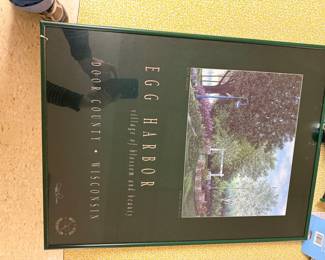 EGG HARBOR
village of blossom and beauty
DOOR COUNTY • WISCONSIN